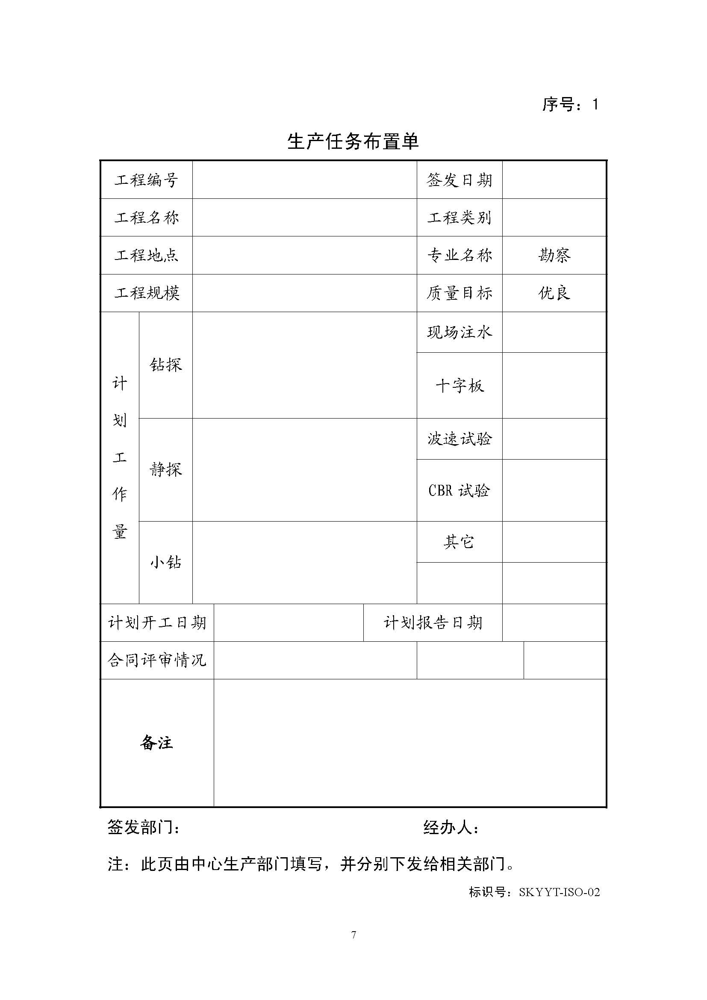 序号：1
生产任务布置单
工程编号 签发日期
工程名称 工程类别
工程地点 专业名称 勘察
工程规模 质量目标 优良
计划工作量
钻探
现场注水
十字板
静探
波速试验
CBR 试验
小钻
其它
计划开工日期 计划报告日期
合同评审情况
备注
签发部门： 经办人：
注：此页由中心生产部门填写，并分别下发给相关部门。
标识号：SKYYT-ISO-02
7